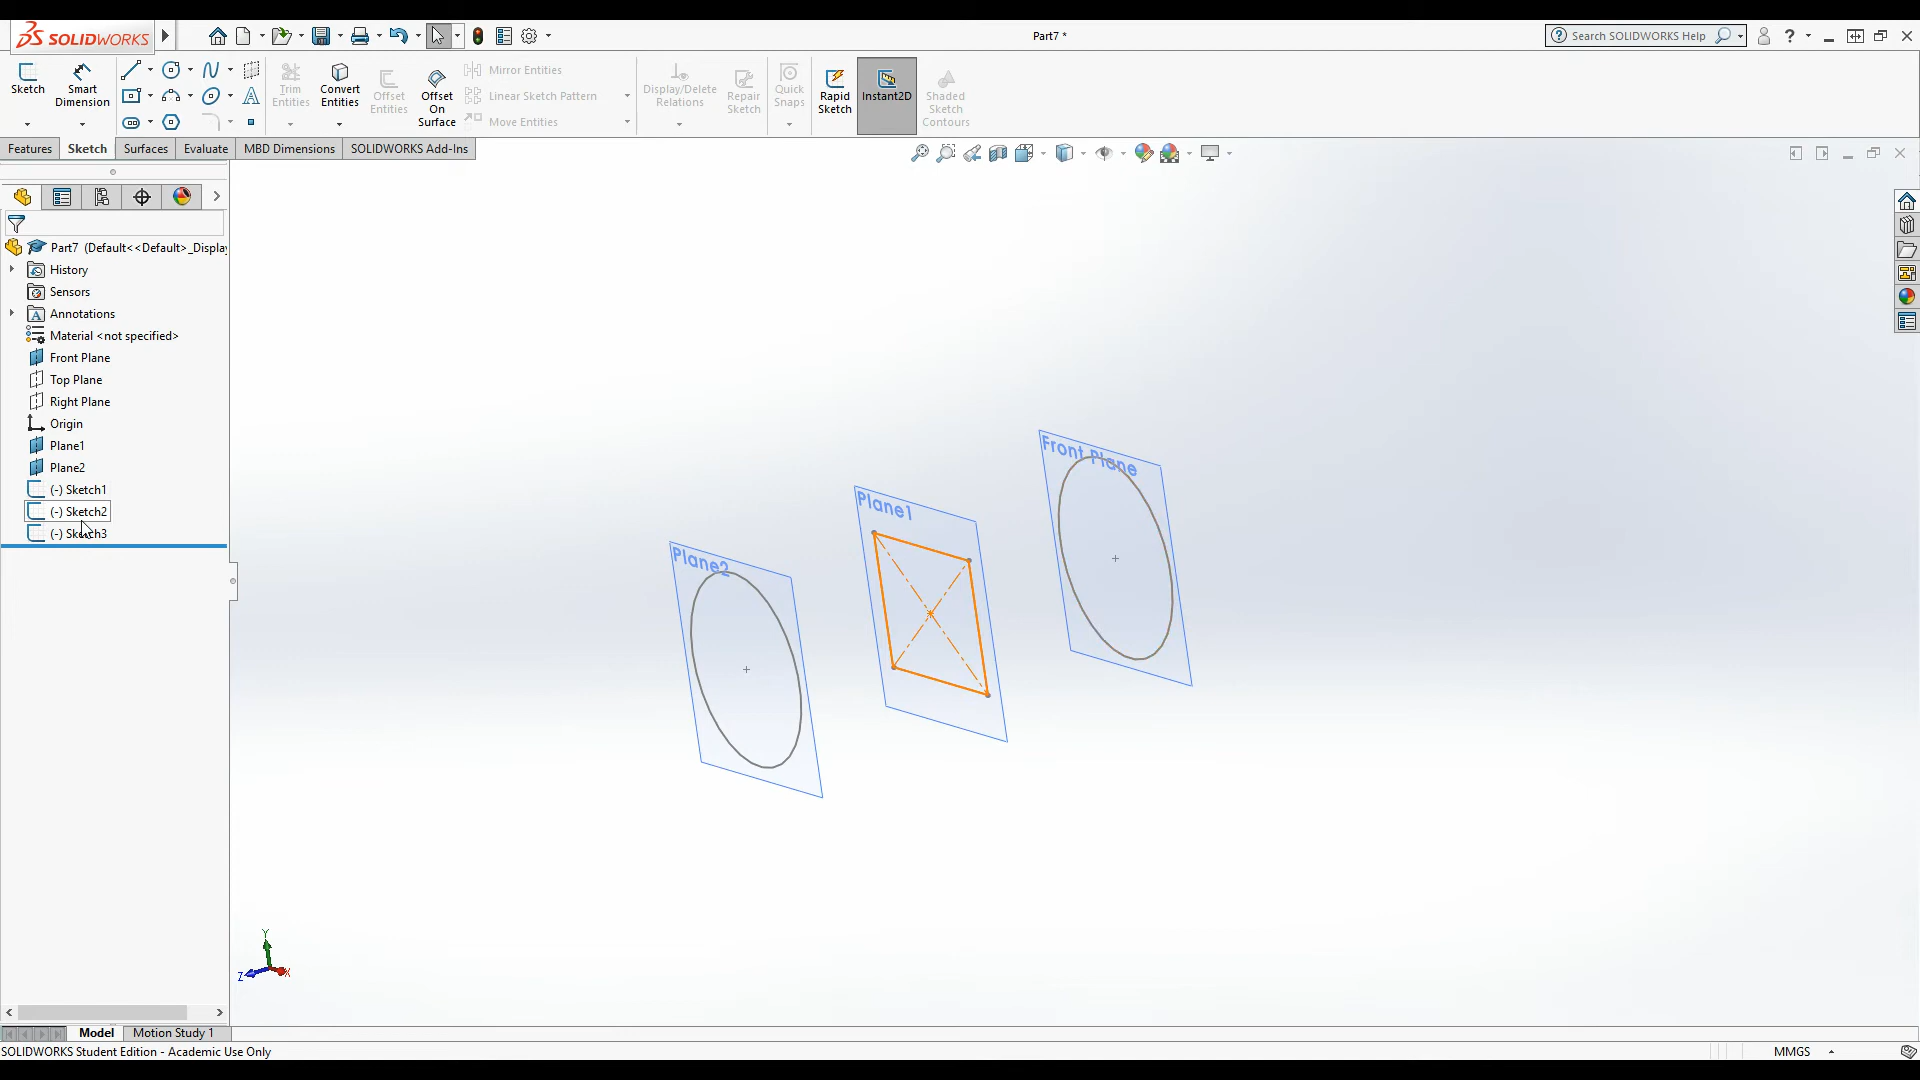 SOLIDWORKS
Part7 *
Search SOLIDWORKS Help
Sketch
Smart Dimension
Trim Entities
Convert Entities
Offset Entities
Offset On Surface
Mirror Entities
Linear Sketch Pattern
Move Entities
Display/Delete Relations
Repair Sketch
Quick Snaps
Rapid Sketch
Instant2D
Shaded Sketch Contours
Features
Sketch
Surfaces
Evaluate
MBD Dimensions
SOLIDWORKS Add-Ins
Part7 (Default<<Default>_Display
History
Sensors
Annotations
Material <not specified>
Front Plane
Top Plane
Right Plane
Origin
Plane1
Plane2
(-) Sketch1
(-) Sketch2
(-) Sketch3
Front Plane
Plane1
Plane2
Y
Z
X
Model
Motion Study 1
SOLIDWORKS Student Edition - Academic Use Only
MMGS